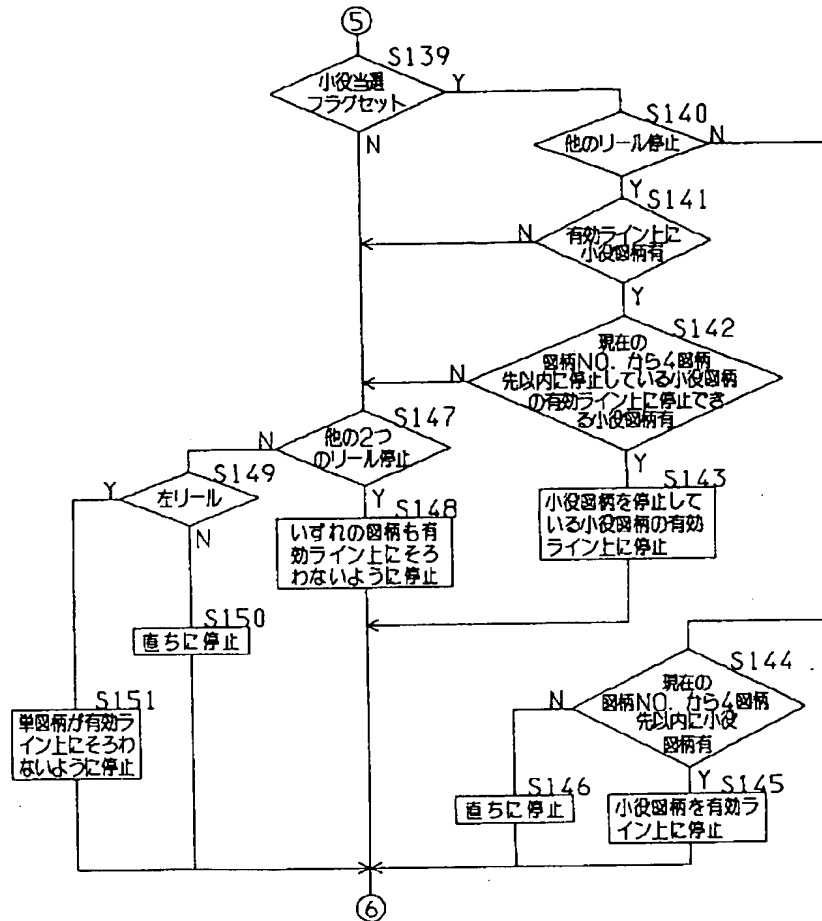 ⑤
S139
小役当選
フラグセット
Y
N
S140
他のリール停止
N
Y
S141
有効ライン上に
小役図柄有
N
Y
S142
現在の
図柄NO.から4図柄
先以内に停止している小役図柄
の有効ライン上に停止でき
る小役図柄有
N
Y
S143
小役図柄を停止して
いる小役図柄の有効
ライン上に停止
S147
他の2つ
のリール停止
N
Y
S148
いずれの図柄も有
効ライン上にそろ
わないように停止
S149
左リール
Y
N
S150
直ちに停止
S151
単図柄が有効ラ
イン上にそろわ
ないように停止
S144
現在の
図柄NO.から4図柄
先以内に小役
図柄有
N
Y
S145
小役図柄を有効ラ
イン上に停止
S146
直ちに停止
⑥